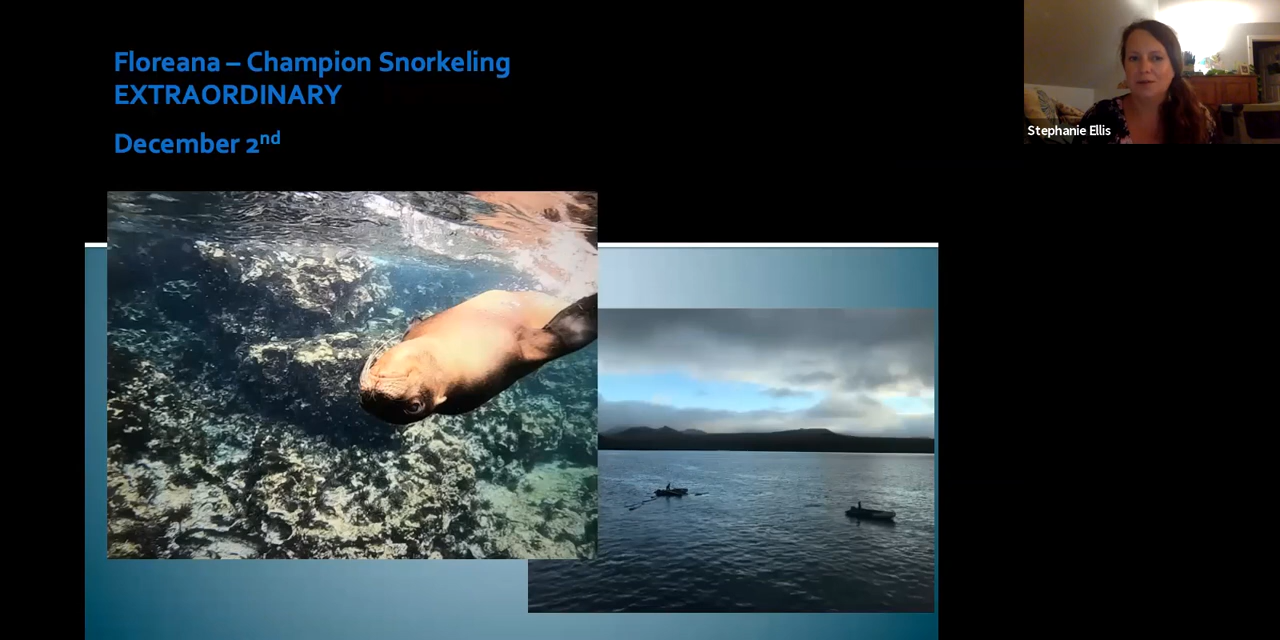 Floreana – Champion Snorkeling
EXTRAORDINARY
December 2nd
Stephanie Ellis